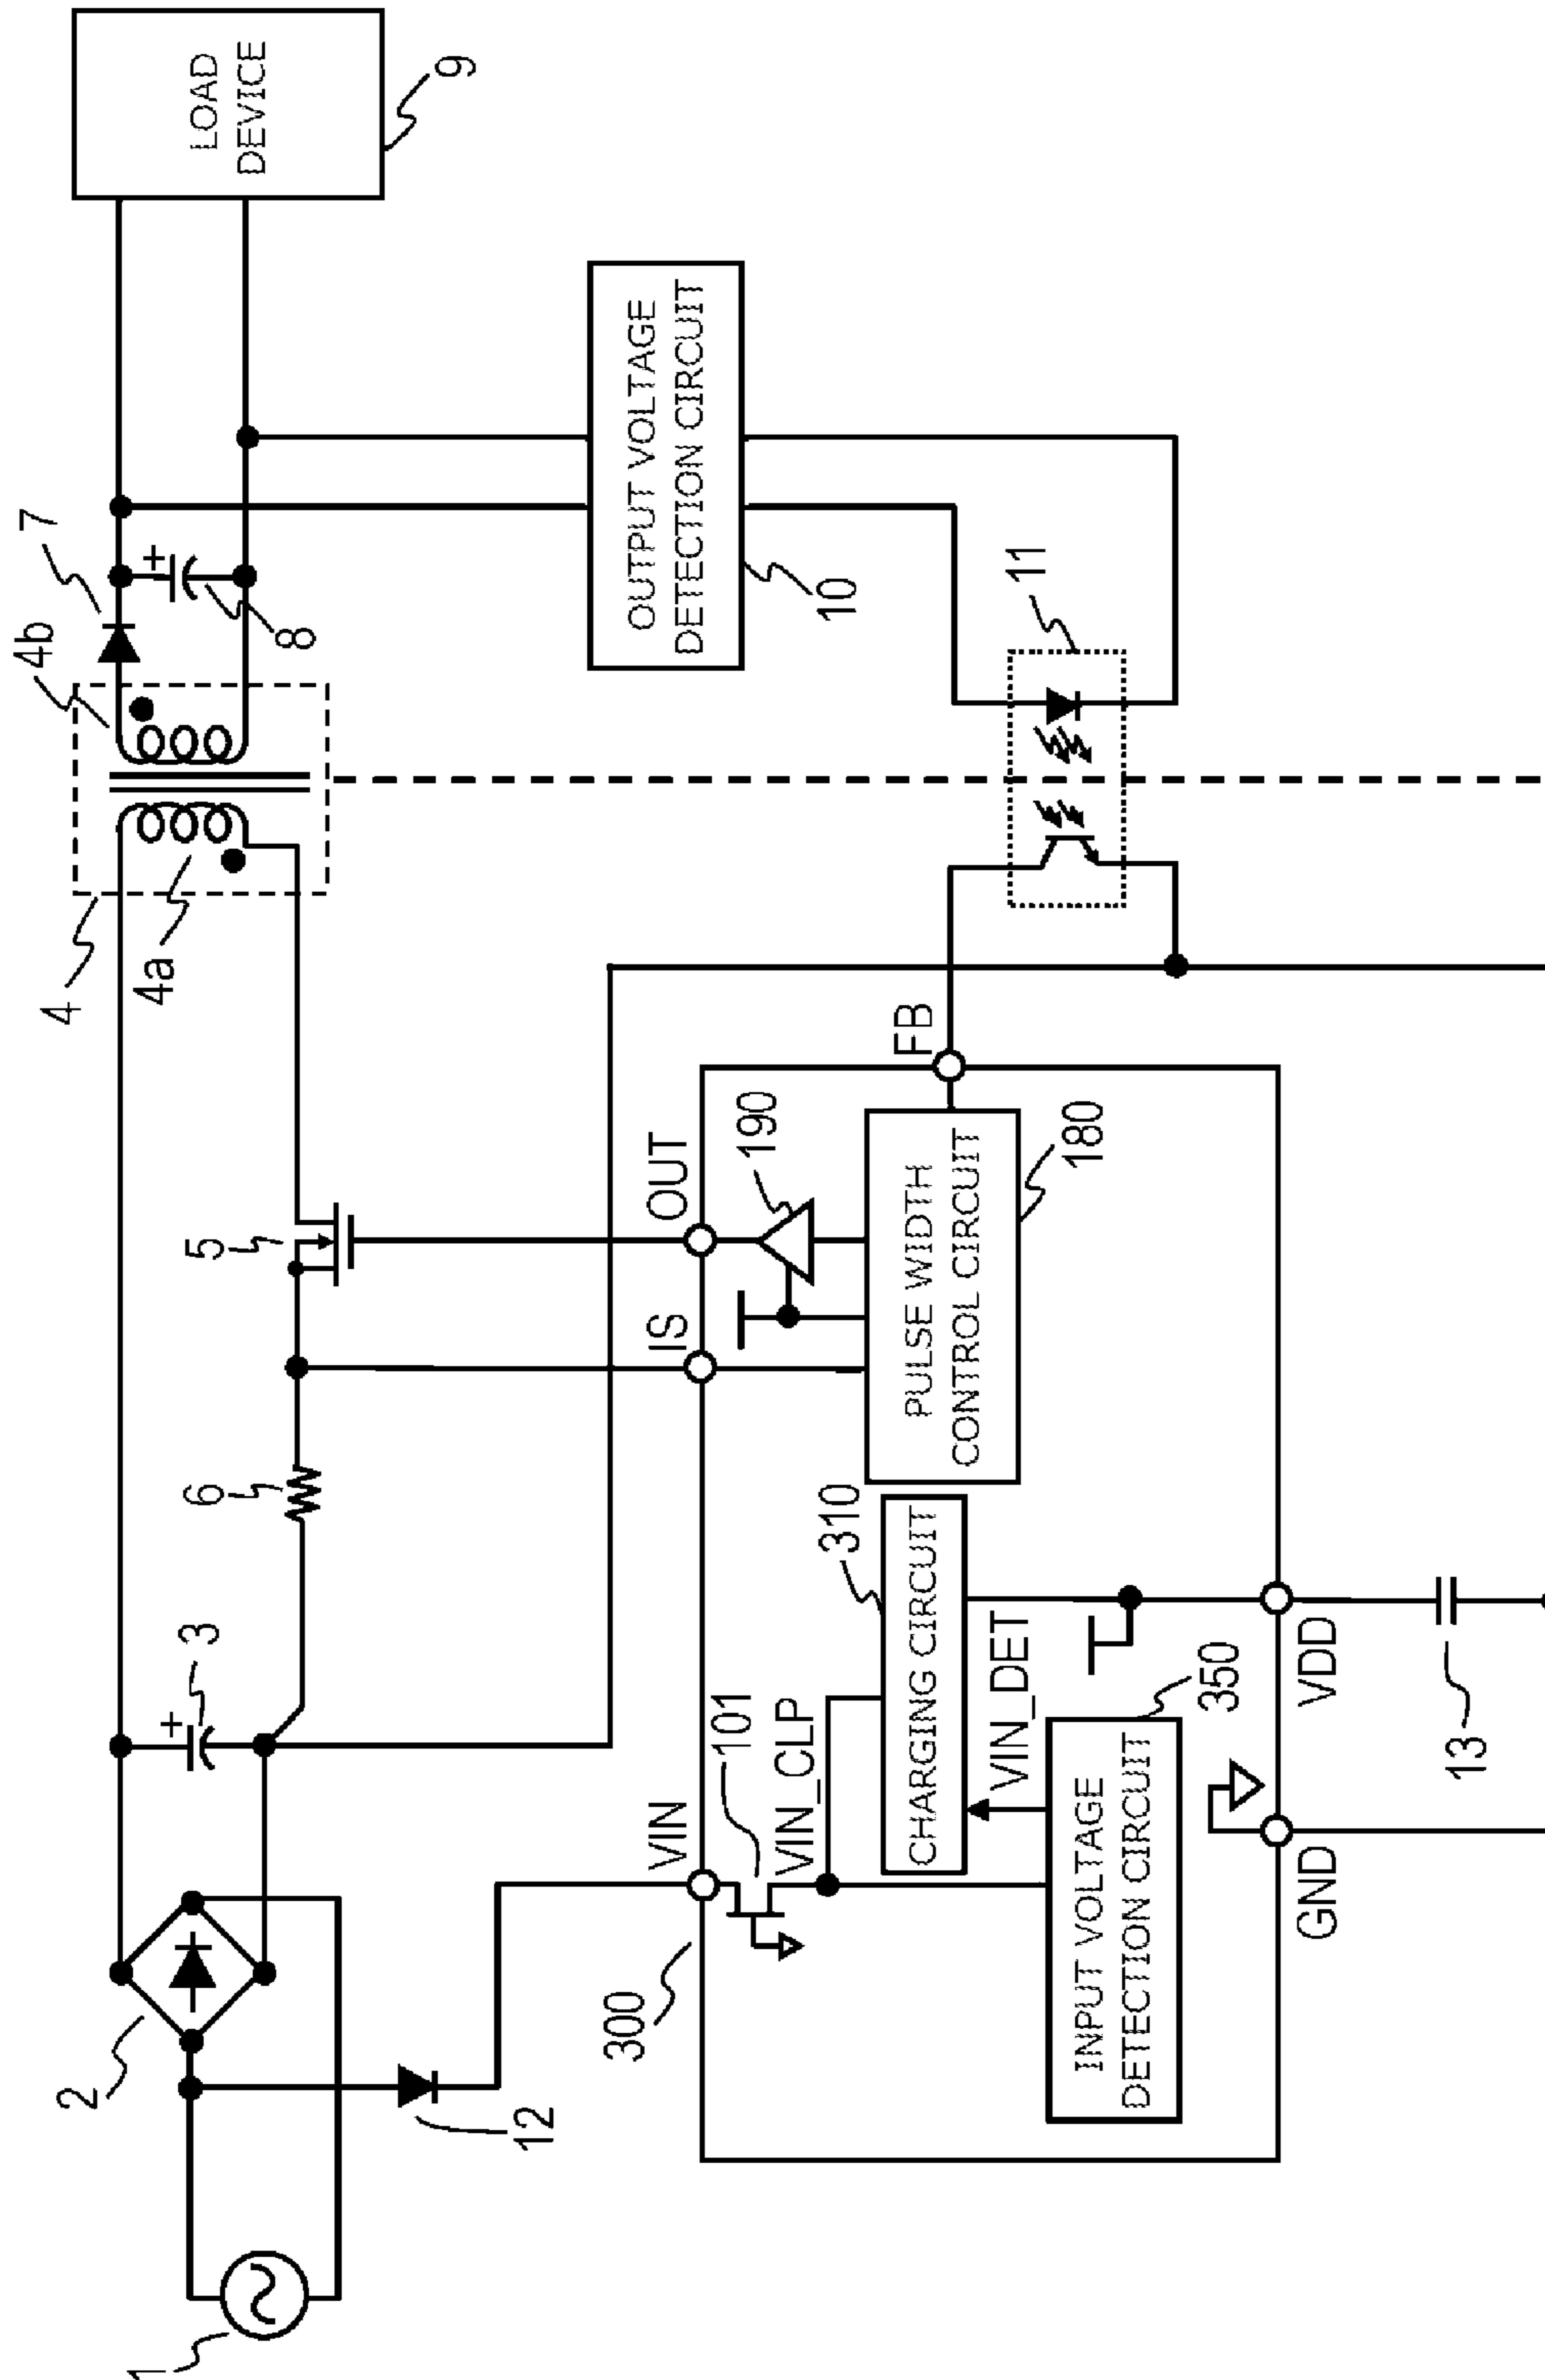 1
2
3
4
4a
4b
7
8
LOAD
DEVICE
9
5
6
12
300
VIN
IS
OUT
FB
101
VIN_CLP
310
CHARGING CIRCUIT
VIN_DET
INPUT VOLTAGE
DETECTION CIRCUIT
350
190
PULSE WIDTH
CONTROL CIRCUIT
180
GND
VDD
13
OUTPUT VOLTAGE
DETECTION CIRCUIT
10
11
+
+